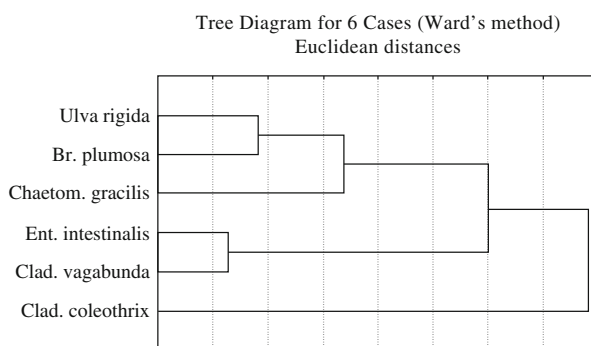 Tree Diagram for 6 Cases (Ward's method)
Euclidean distances
Ulva rigida
Br. plumosa
Chaetom. gracilis
Ent. intestinalis
Clad. vagabunda
Clad. coleothrix